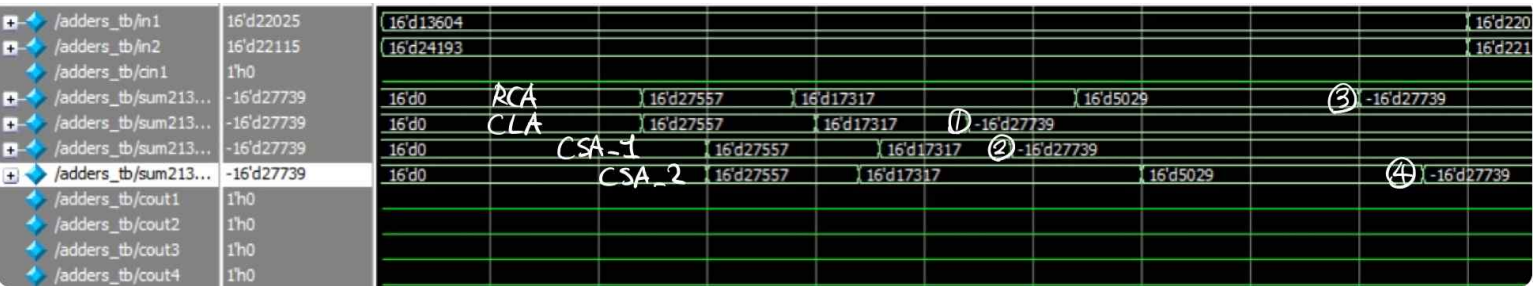 /adders_tb/in1 16'd22025 16'd13604 16'd220
/adders_tb/in2 16'd22115 16'd24193 16'd221
/adders_tb/cin1 1'h0
/adders_tb/sum213... -16'd27739 16'd0 RCA 16'd27557 16'd17317 16'd5029 ③ -16'd27739
/adders_tb/sum213... -16'd27739 16'd0 CLA 16'd27557 16'd17317 ① -16'd27739
/adders_tb/sum213... -16'd27739 16'd0 CSA-1 16'd27557 16'd17317 ② -16'd27739
/adders_tb/sum213... -16'd27739 16'd0 CSA_2 16'd27557 16'd17317 16'd5029 ④ -16'd27739
/adders_tb/cout1 1'h0
/adders_tb/cout2 1'h0
/adders_tb/cout3 1'h0
/adders_tb/cout4 1'h0